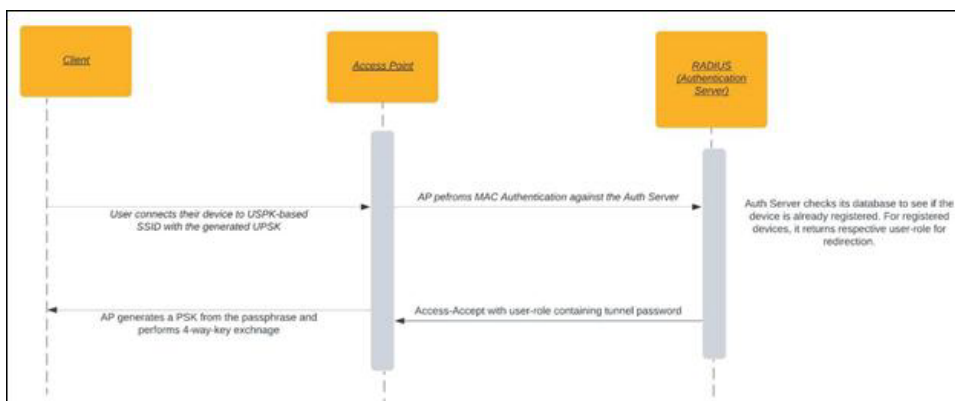 Client
Access Point
RADIUS
(Authentication
Server)
AP pefroms MAC Authentication against the Auth Server
User connects their device to USPK-based
SSID with the generated UPSK
Auth Server checks its database to see if the
device is already registered. For registered
devices, it returns respective user-role for
redirection.
Access-Accept with user-role containing tunnel password
AP generates a PSK from the passphrase and
performs 4-way-key exchnage